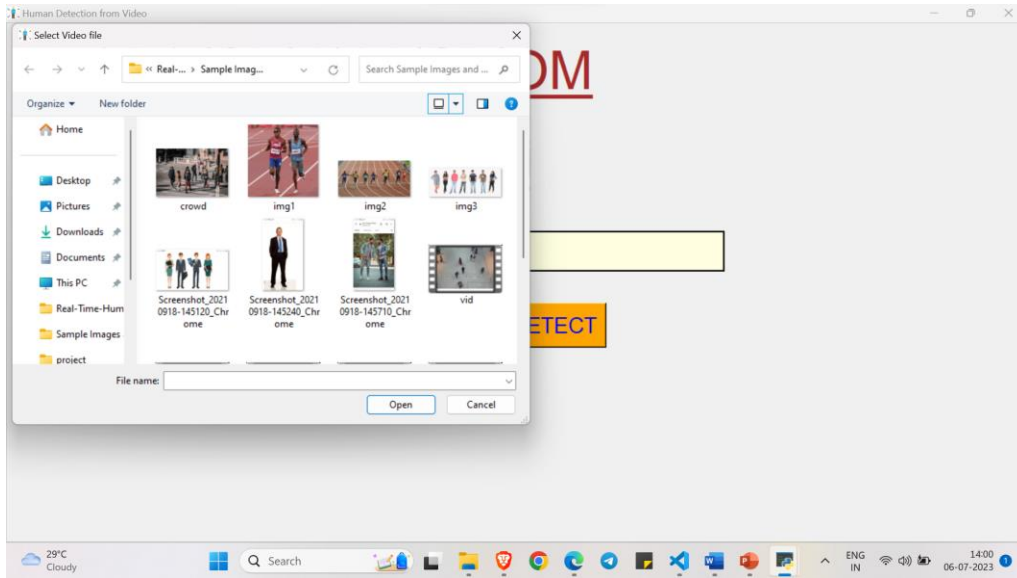 Human Detection from Video
Select Video file
OM
« Real-... › Sample Imag...
Search Sample Images and ...
Organize
New folder
Home
Desktop
Pictures
Downloads
Documents
This PC
Real-Time-Hum
Sample Images
project
crowd
img1
img2
img3
Screenshot_2021
0918-145120_Chr
ome
Screenshot_2021
0918-145240_Chr
ome
Screenshot_2021
0918-145710_Chr
ome
vid
ETECT
File name:
Open
Cancel
29°C
Cloudy
Search
ENG
IN
14:00
06-07-2023
1